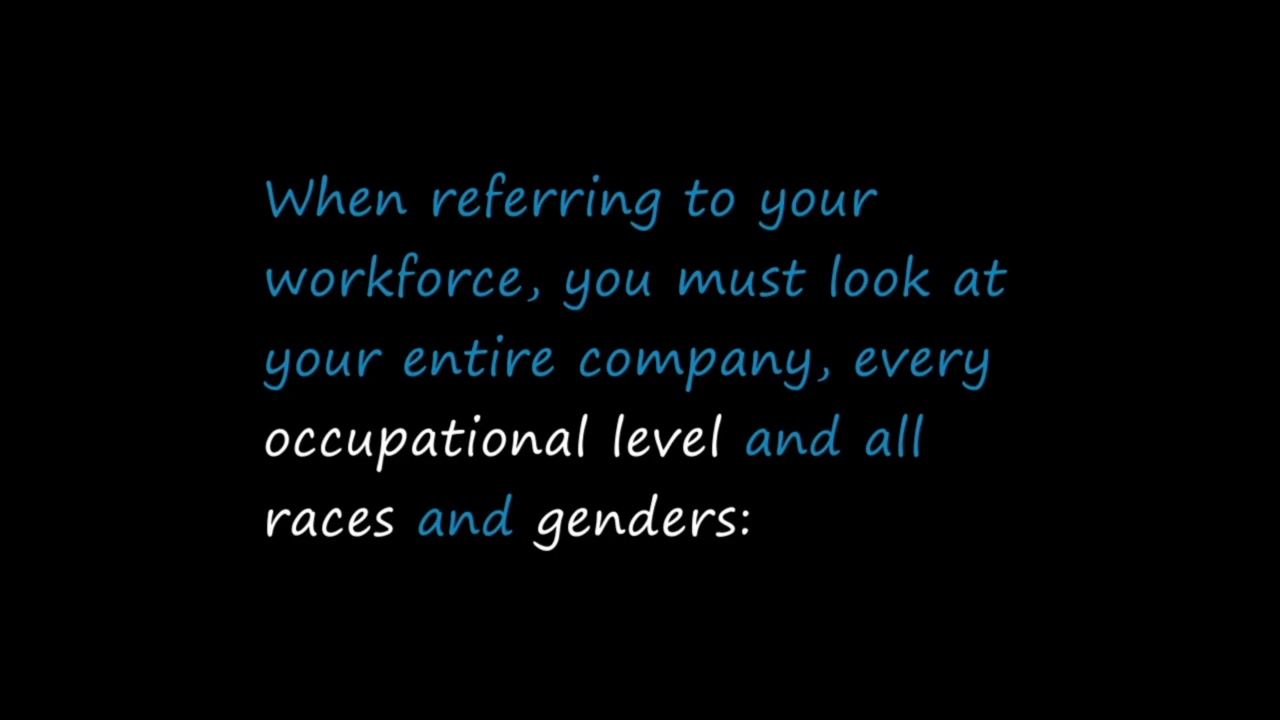 When referring to your
workforce, you must look at
your entire company, every
occupational level and all
races and genders: